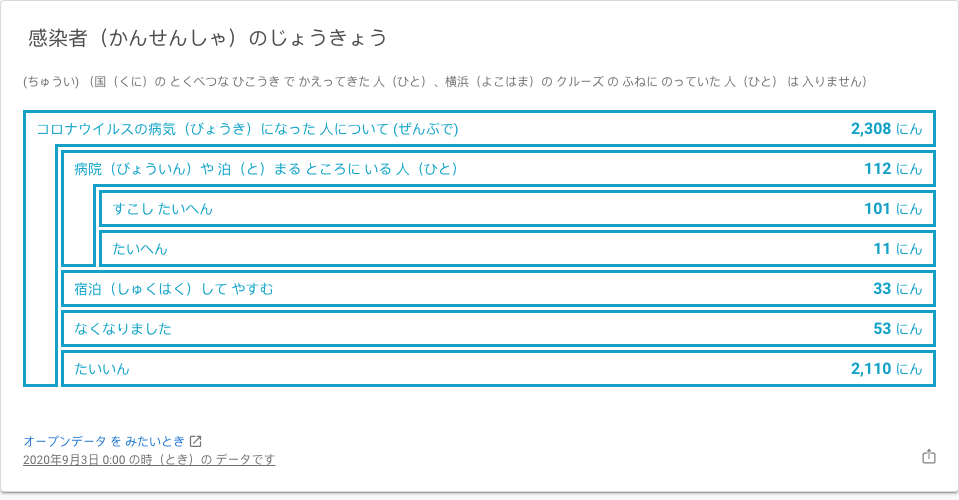 感染者（かんせんしゃ）のじょうきょう
(ちゅうい) （国（くに）の とくべつな ひこうき で かえってきた 人（ひと）、横浜（よこはま）の クルーズ の ふねに のっていた 人（ひと） は 入りません）
コロナウイルスの病気（びょうき）になった 人について (ぜんぶで) 2,308 にん
病院（びょういん）や 泊（と）まる ところに いる 人（ひと） 112 にん
すこし たいへん 101 にん
たいへん 11 にん
宿泊（しゅくはく）して やすむ 33 にん
なくなりました 53 にん
たいいん 2,110 にん
オープンデータ を みたいとき
2020年9月3日 0:00 の時（とき）の データです